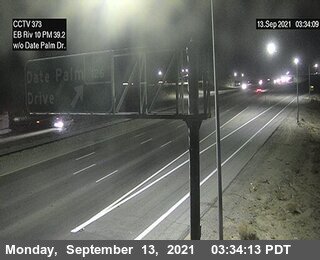 CCTV 373
EB Riv 10 PM 39.2
w/o Date Palm Dr.
13.Sep 2021 03:34:09
Date Palm
Drive
Monday, September 13, 2021 03:34:13 PDT